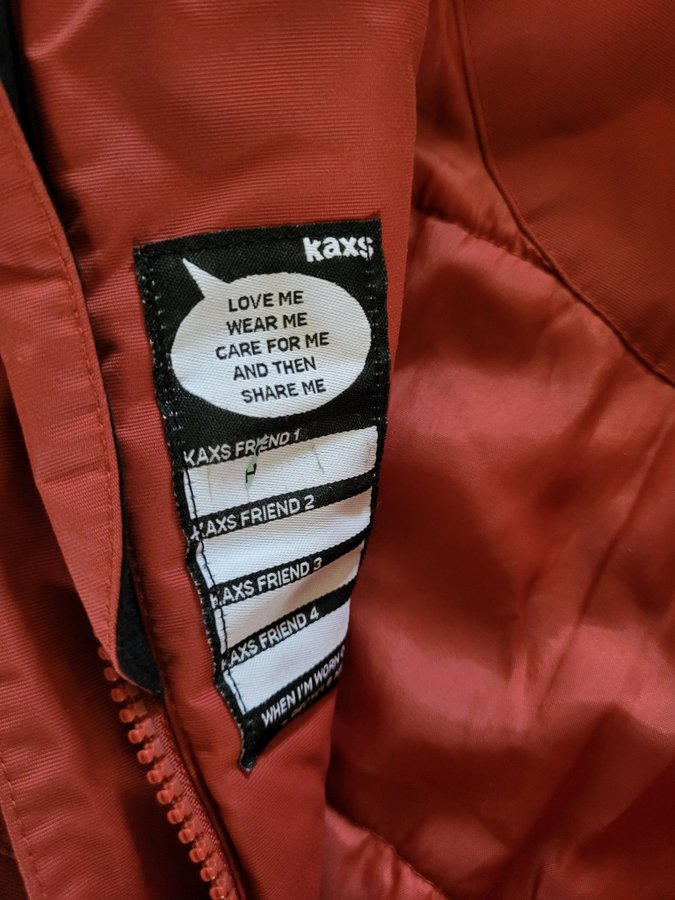 kaxs
LOVE ME
WEAR ME
CARE FOR ME
AND THEN
SHARE ME
KAXS FRIEND 1
KAXS FRIEND 2
KAXS FRIEND 3
KAXS FRIEND 4
WHEN I'M WORN